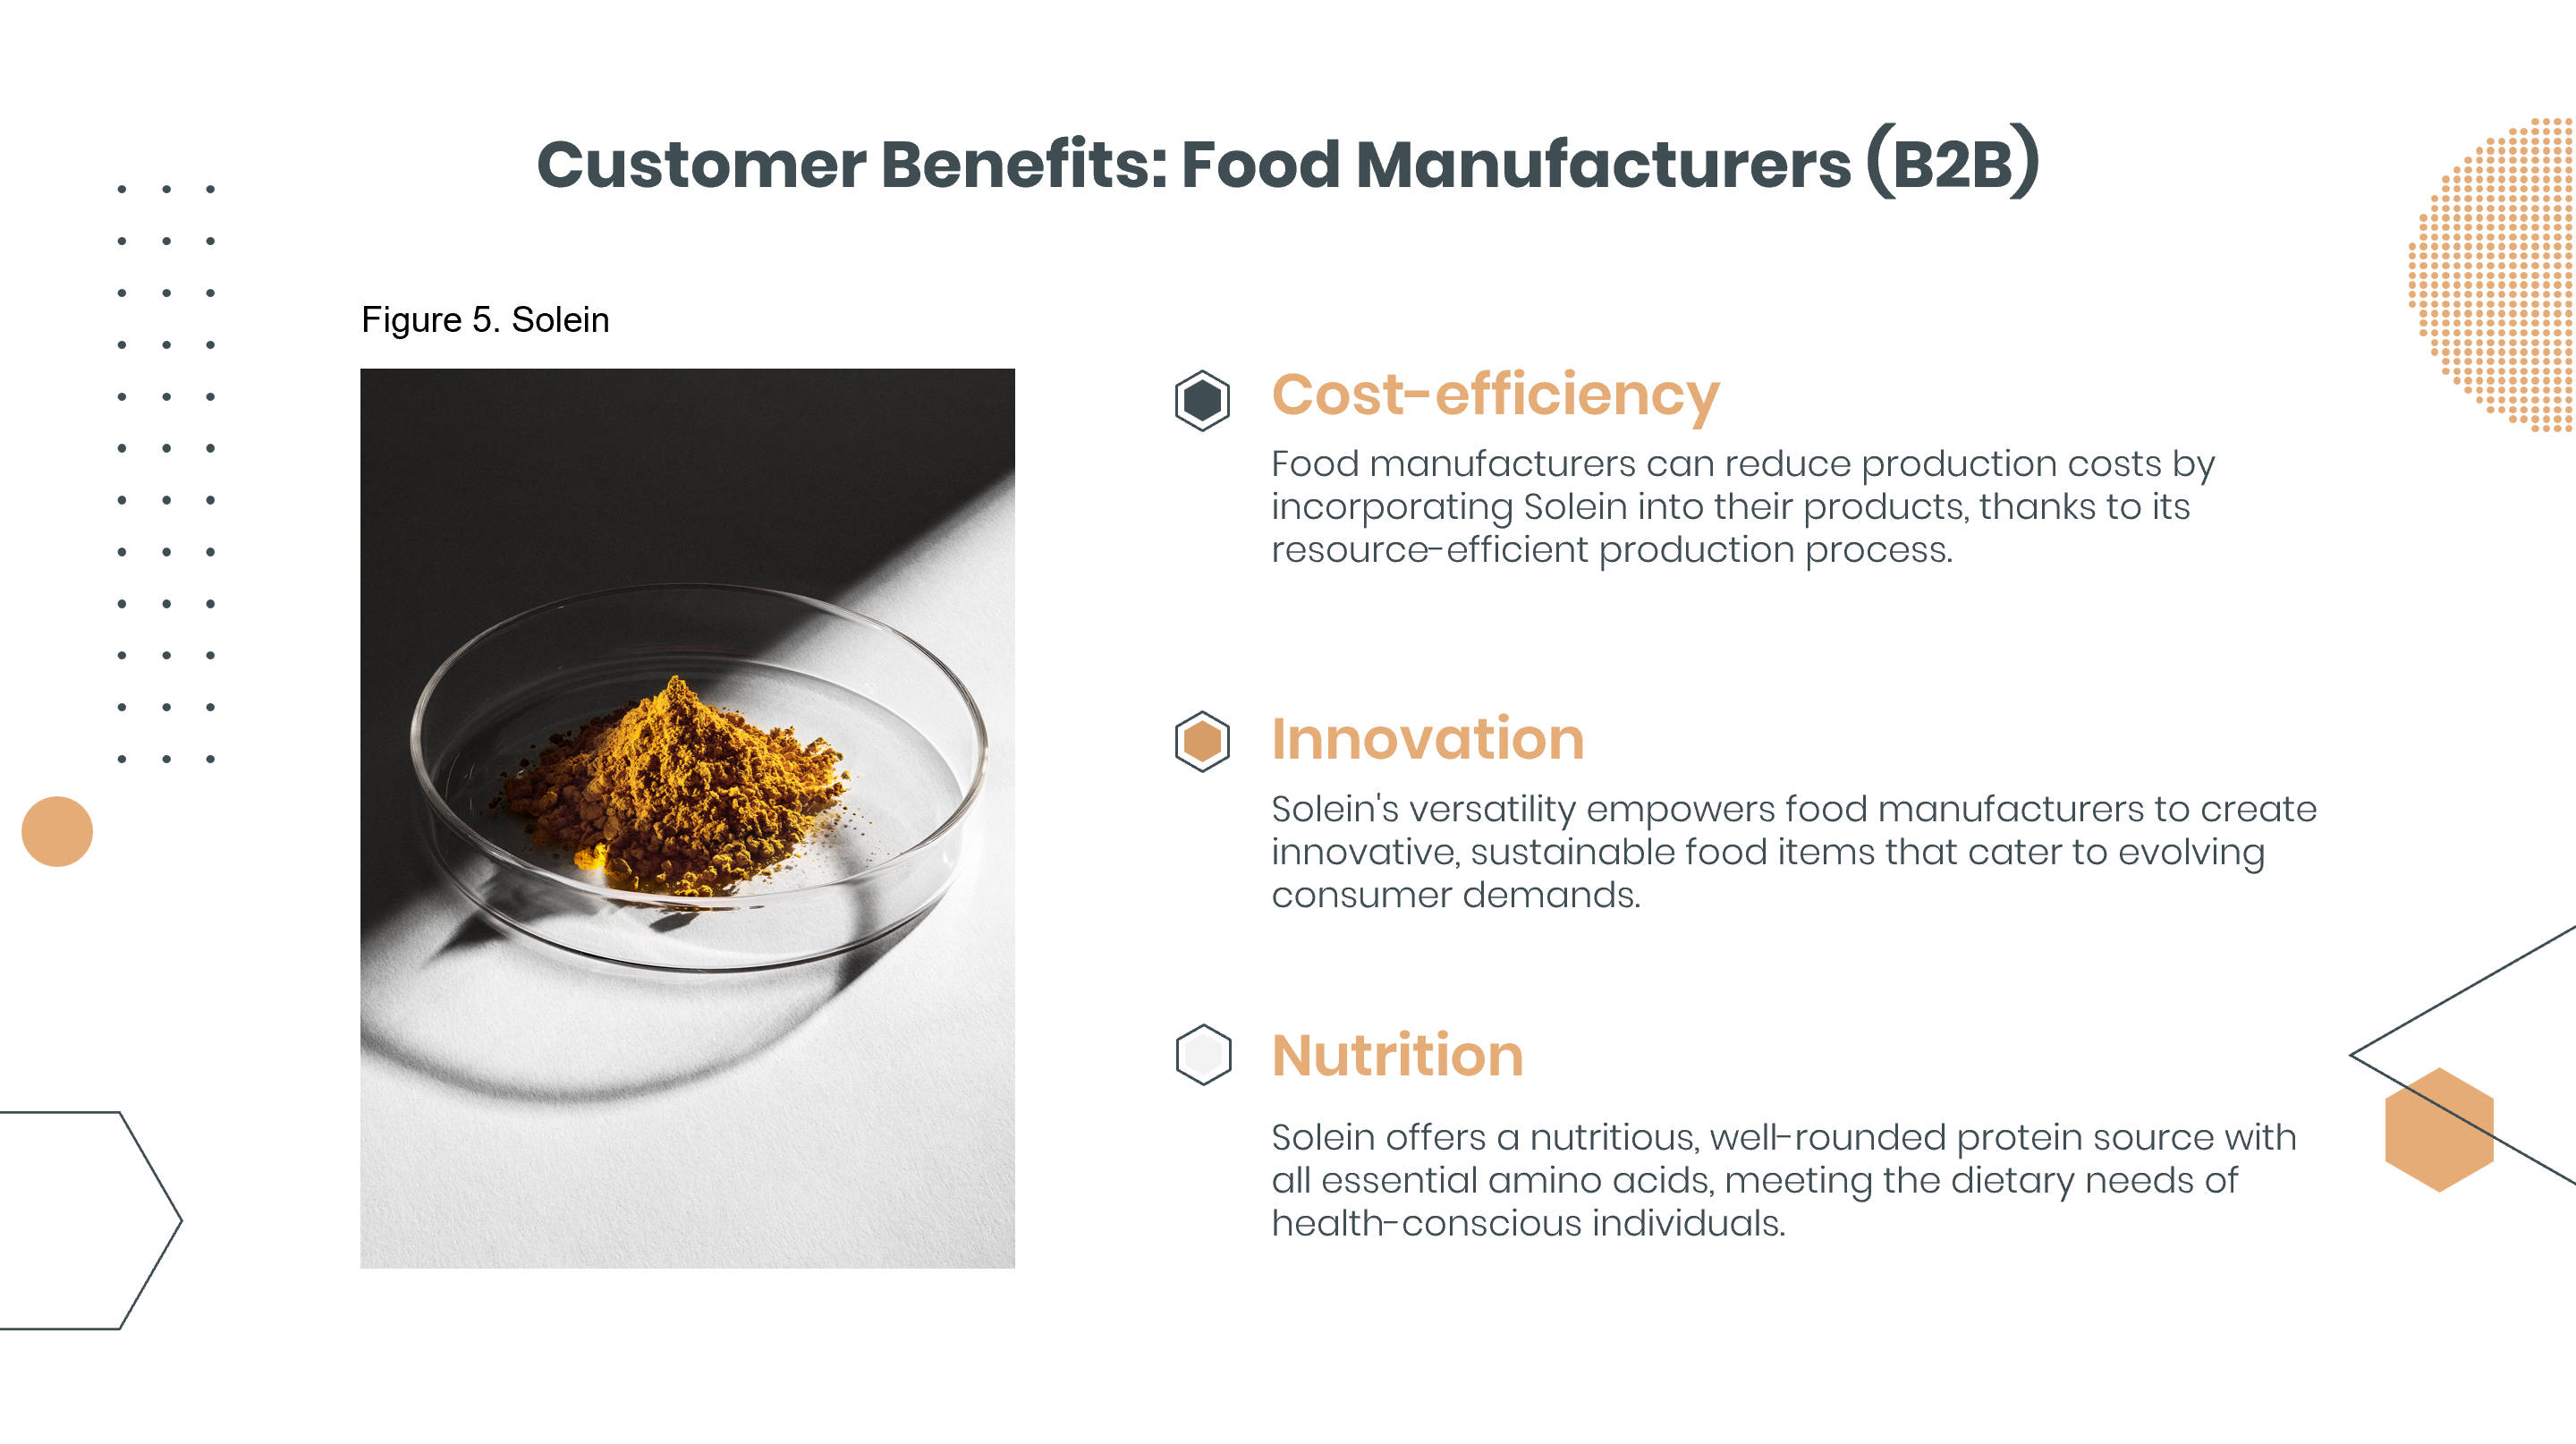 Customer Benefits: Food Manufacturers (B2B)
Figure 5. Solein
Cost-efficiency
Food manufacturers can reduce production costs by
incorporating Solein into their products, thanks to its
resource-efficient production process.
Innovation
Solein's versatility empowers food manufacturers to create
innovative, sustainable food items that cater to evolving
consumer demands.
Nutrition
Solein offers a nutritious, well-rounded protein source with
all essential amino acids, meeting the dietary needs of
health-conscious individuals.